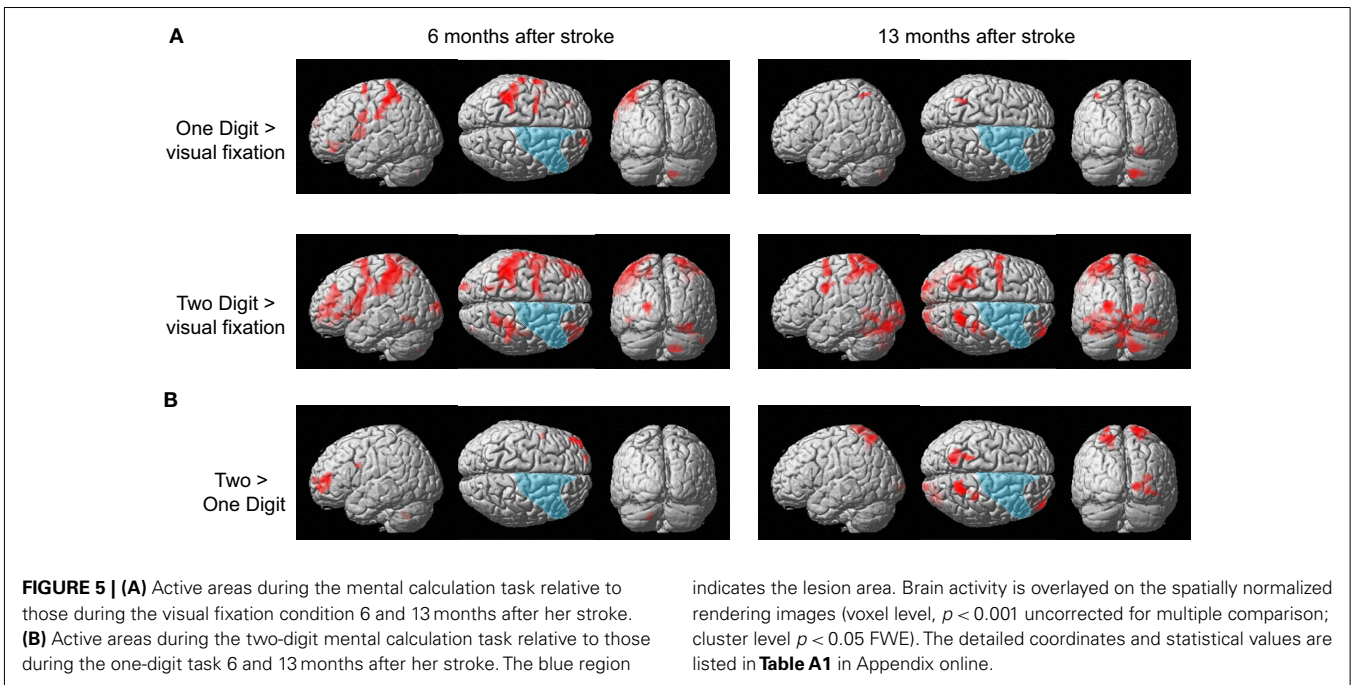 A
6 months after stroke
13 months after stroke
One Digit >
visual fixation
Two Digit >
visual fixation
B
Two >
One Digit
FIGURE 5 | (A) Active areas during the mental calculation task relative to
those during the visual fixation condition 6 and 13 months after her stroke.
(B) Active areas during the two-digit mental calculation task relative to those
during the one-digit task 6 and 13 months after her stroke. The blue region
indicates the lesion area. Brain activity is overlayed on the spatially normalized
rendering images (voxel level, p < 0.001 uncorrected for multiple comparison;
cluster level p < 0.05 FWE). The detailed coordinates and statistical values are
listed in Table A1 in Appendix online.